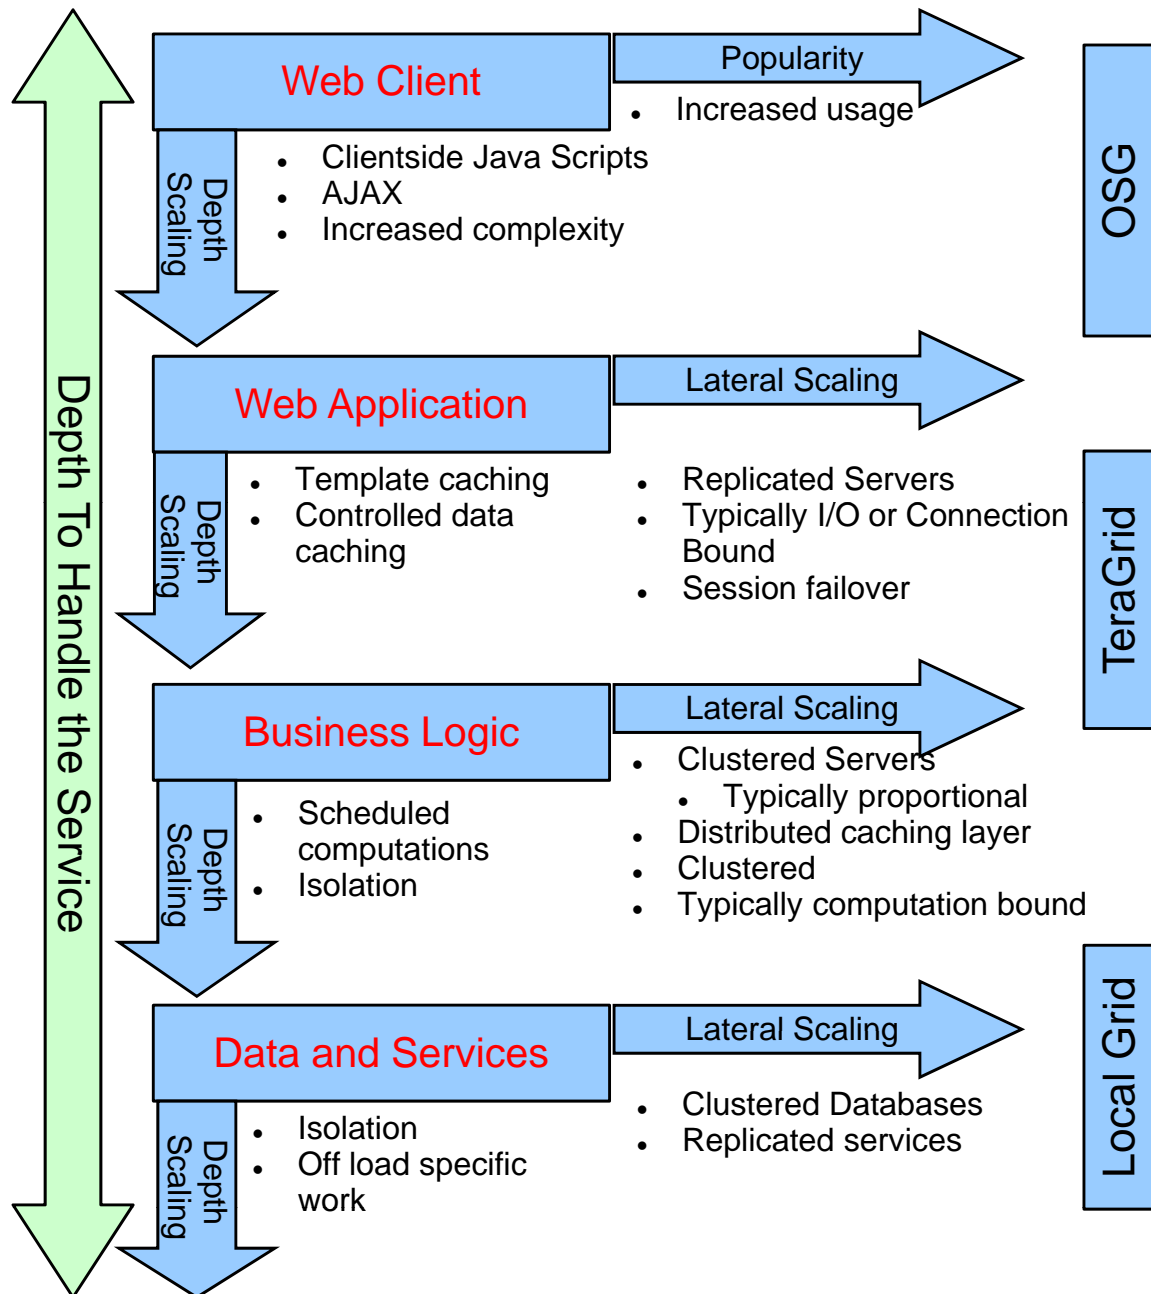 Web Client
Popularity
Increased usage
Depth
Scaling
Clientside Java Scripts
AJAX
Increased complexity
OSG
Depth To Handle the Service
Web Application
Lateral Scaling
Depth
Scaling
Template caching
Controlled data
caching
Replicated Servers
Typically I/O or Connection
Bound
Session failover
TeraGrid
Business Logic
Lateral Scaling
Depth
Scaling
Scheduled
computations
Isolation
Clustered Servers
Typically proportional
Distributed caching layer
Clustered
Typically computation bound
Data and Services
Lateral Scaling
Depth
Scaling
Isolation
Off load specific
work
Clustered Databases
Replicated services
Local Grid